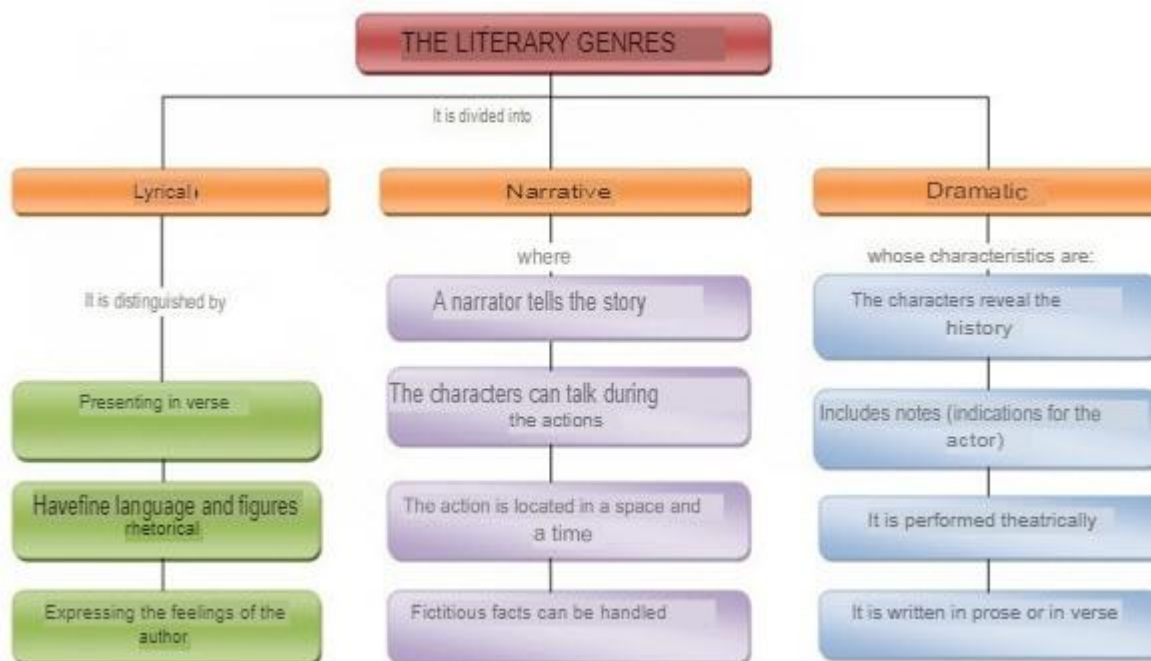 THE LITERARY GENRES
It is divided into
Lyrical
Narrative
Dramatic
It is distinguished by
where
whose characteristics are:
Presenting in verse
Havefine language and figures
rhetorical
Expressing the feelings of the
author
A narrator tells the story
The characters can talk during
the actions
The action is located in a space and
a time
Fictitious facts can be handled
The characters reveal the
history
Includes notes (indications for the
actor)
It is performed theatrically
It is written in prose or in verse